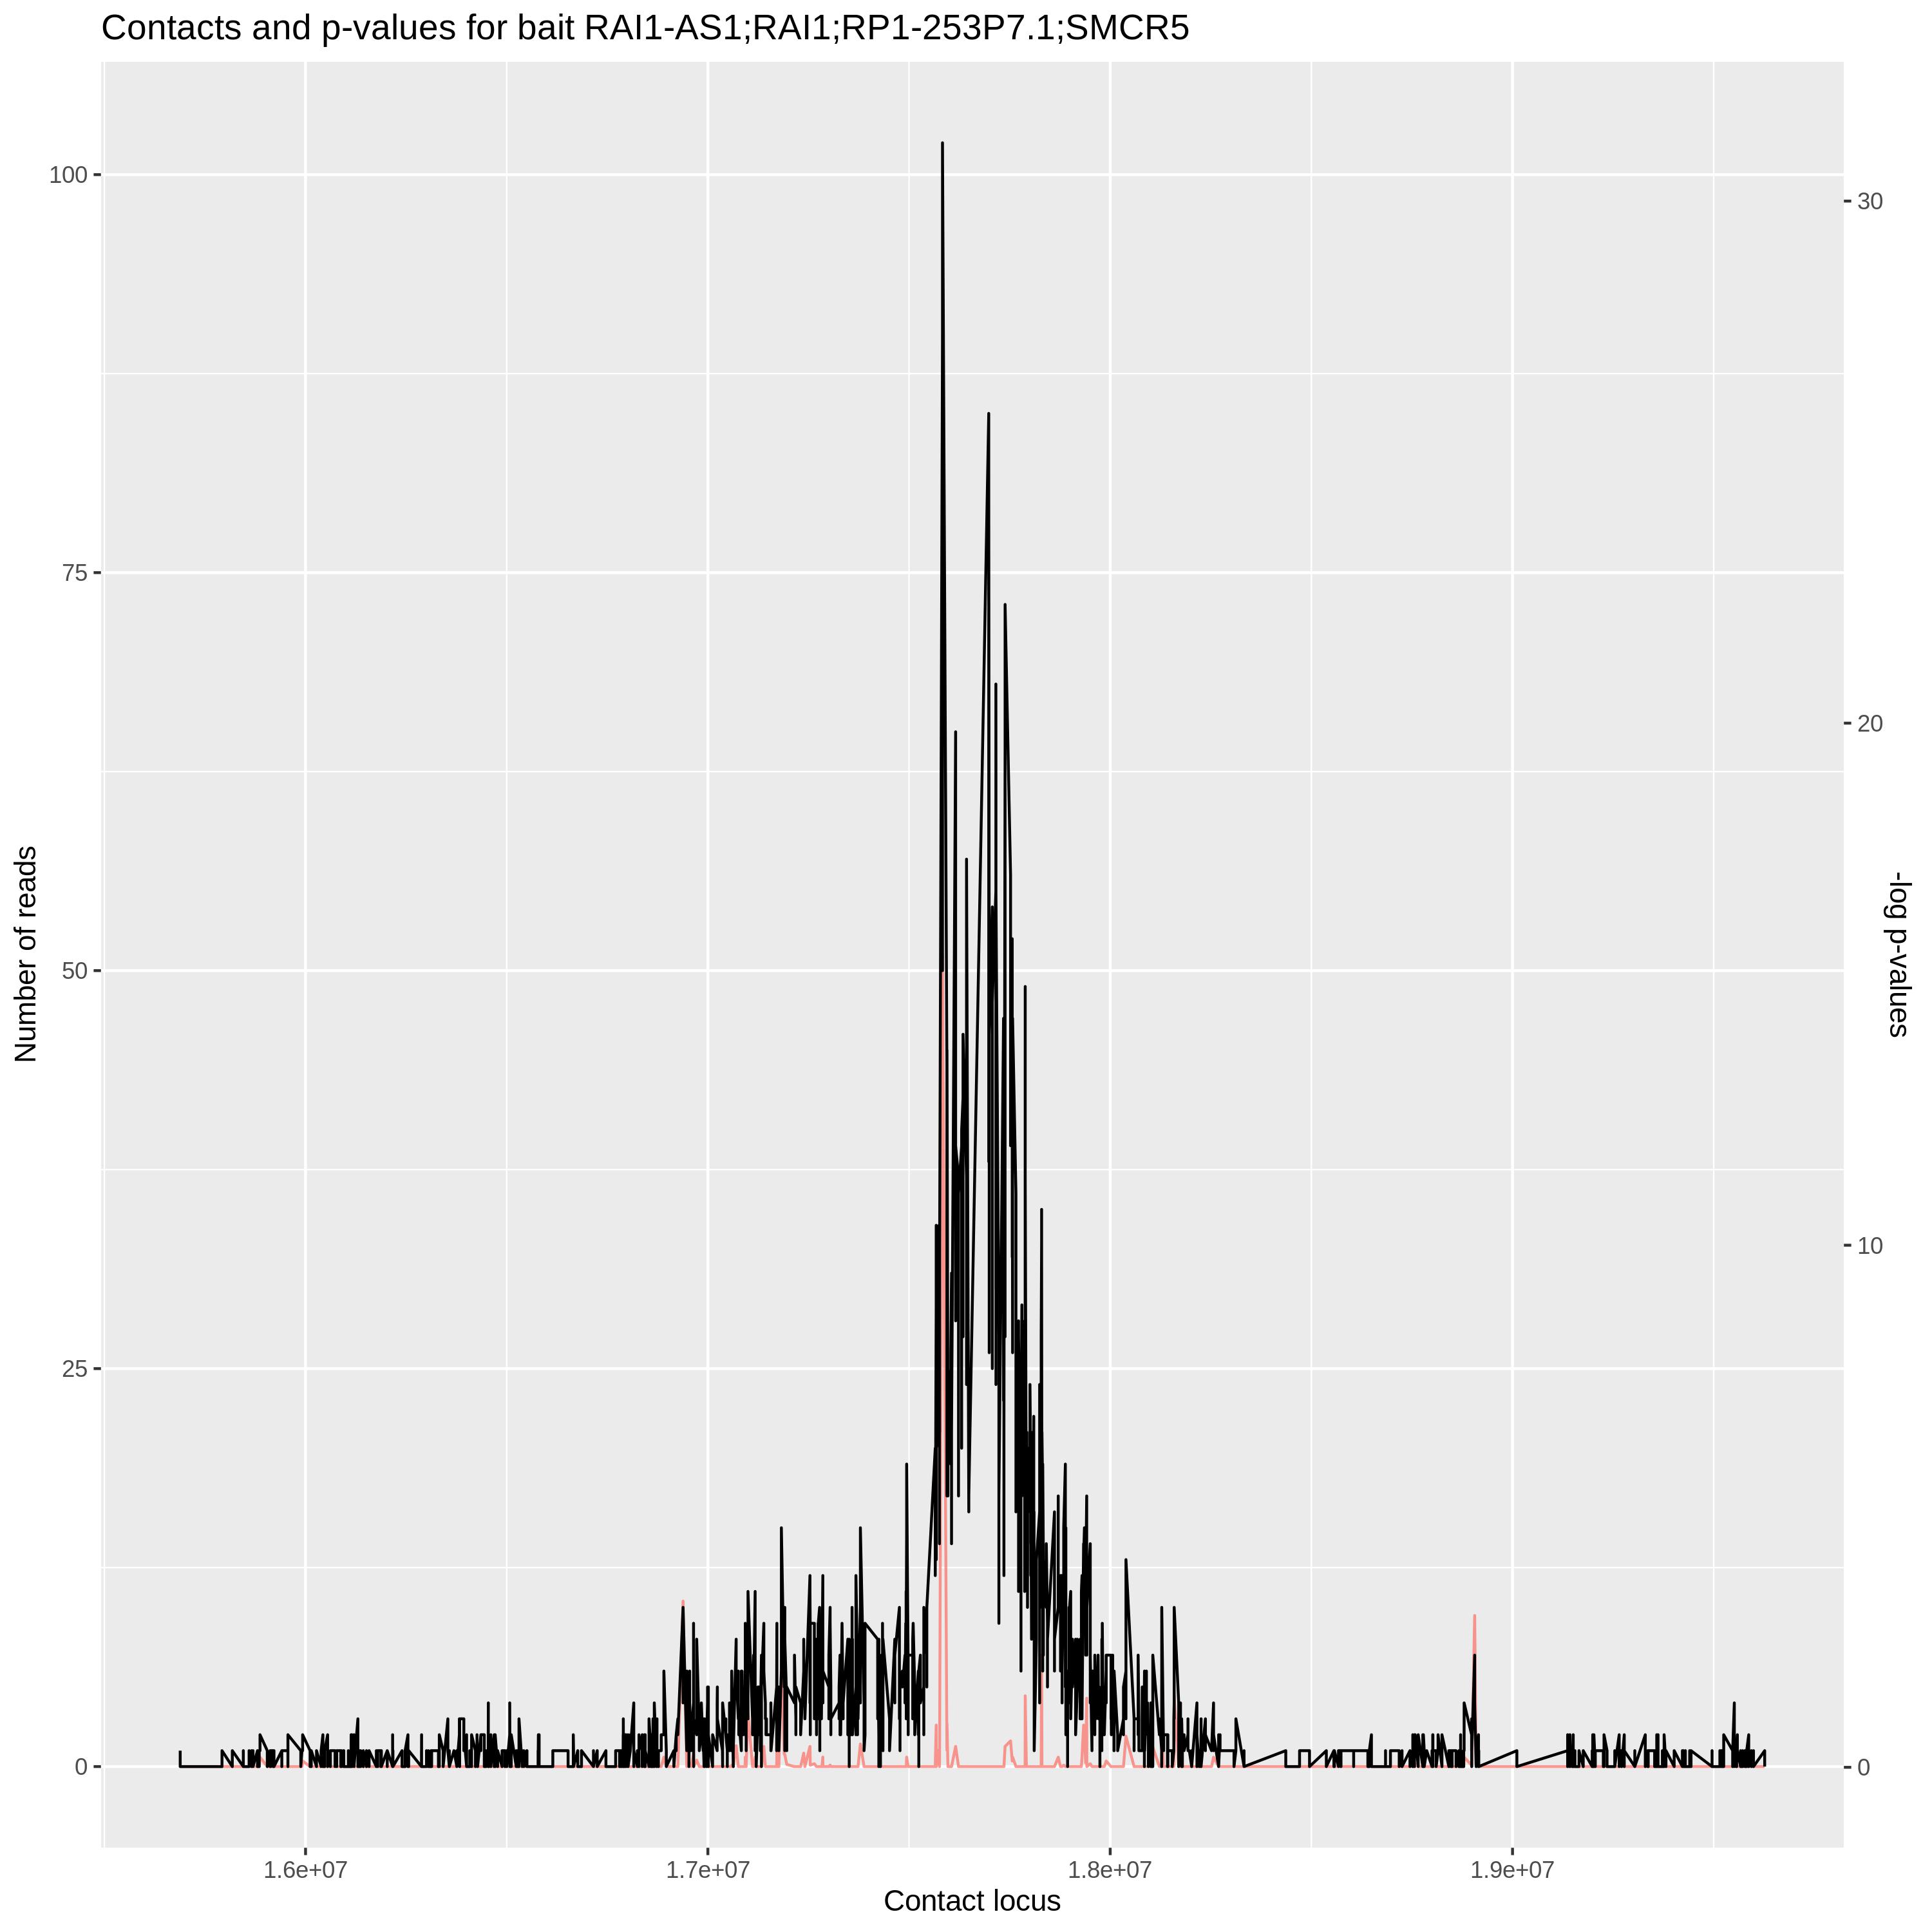 Contacts and p-values for bait RAI1-AS1;RAI1;RP1-253P7.1;SMCR5
100
75
50
25
0
Number of reads
30
20
10
0
-log p-values
1.6e+07
1.7e+07
1.8e+07
1.9e+07
Contact locus